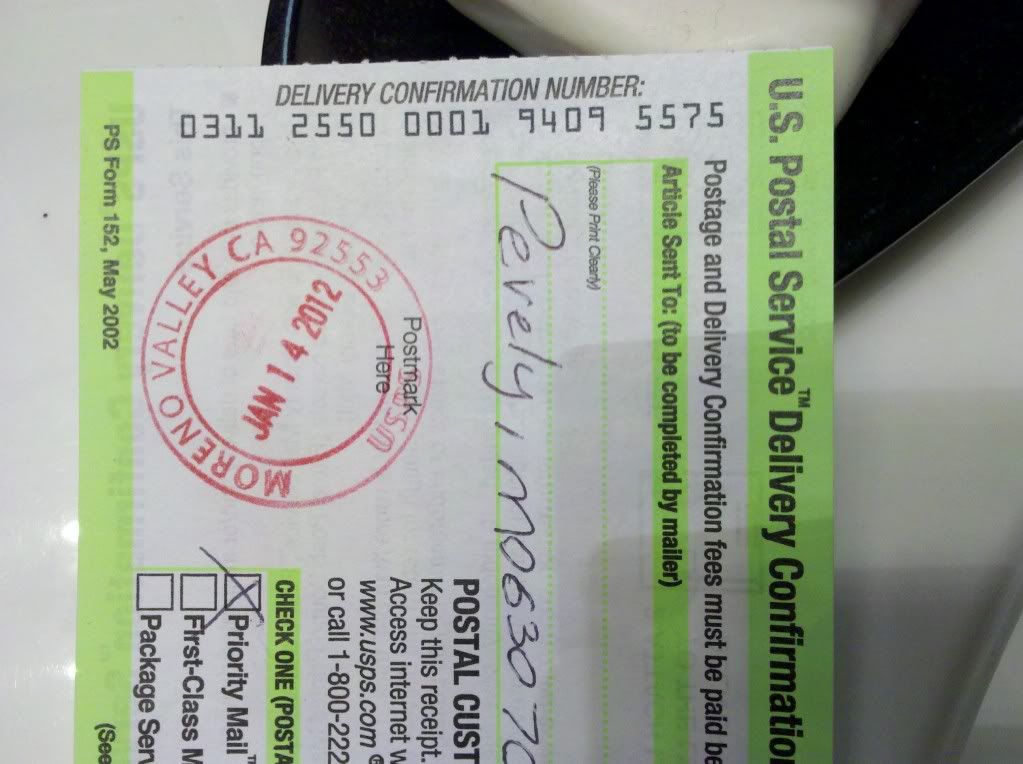 U.S. Postal Service™ Delivery Confirmation
Postage and Delivery Confirmation fees must be paid be
Article Sent To: (to be completed by mailer)
(Please Print Clearly)
Pevely, MO 63070
DELIVERY CONFIRMATION NUMBER:
0311 2550 0001 9409 5575
POSTAL CUST
Keep this receipt.
Access internet w
www.usps.com ®
or call 1-800-222
Postmark
Here
MORENO VALLEY CA 92553
JAN 14 2012
USPS
CHECK ONE (POSTA
Priority Mail™
First-Class M
Package Serv
PS Form 152, May 2002
(See